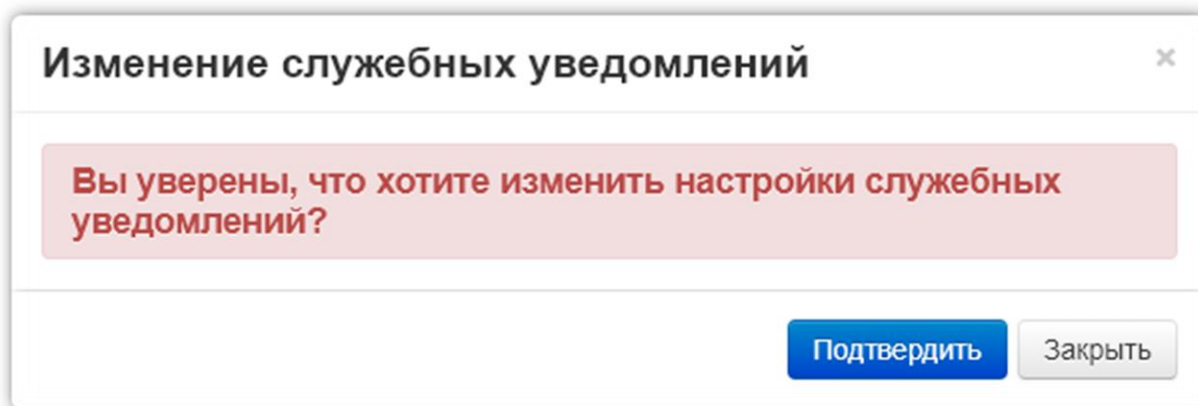 Изменение служебных уведомлений
×
Вы уверены, что хотите изменить настройки служебных
уведомлений?
Подтвердить Закрыть